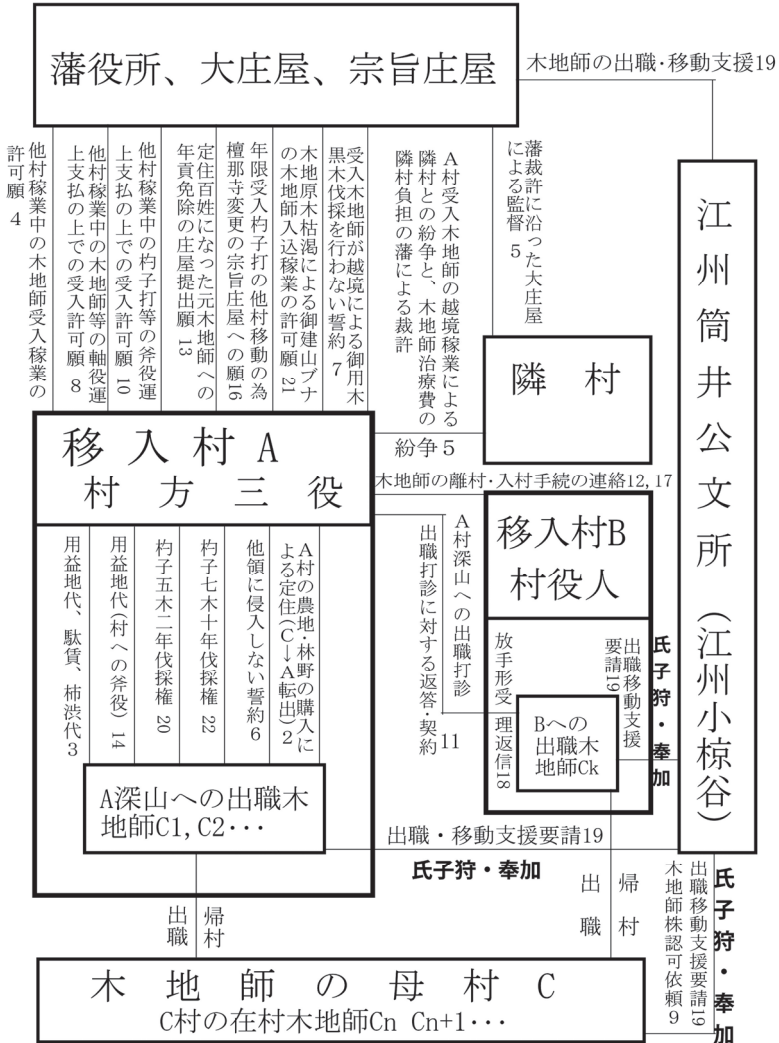 藩役所、大庄屋、宗旨庄屋
木地師の出職・移動支援19
他村稼業中の木地師受入稼業の
許可願 4
他村稼業中の木地師等の軸役運
上支払の上での受入許可願 8
他村稼業中の杓子打等の斧役運
上支払の上での受入許可願 10
定住百姓になった元木地師への
年貢免除の庄屋提出願 13
年限受入杓子打の他村移動の為
檀那寺変更の宗旨庄屋への願16
木地原木枯渇による御建山ブナ
の木地師入込稼業の許可願 21
受入木地師が越境による御用木
黒木伐採を行わない誓約 7
A村受入木地師の越境稼業による
隣村との紛争と、木地師治療費の
隣村負担の藩による裁許
藩裁許に沿った大庄屋
による監督 5
江州筒井公文所 (江州小椋谷)
隣 村
紛争5
移入村A
村方三役
木地師の離村・入村手続の連絡12,17
移入村B
村役人
用益地代、駄賃、柿渋代3
用益地代(村への斧役) 14
杓子五木二年伐採権 20
杓子七木十年伐採権 22
他領に侵入しない誓約6
A村の農地・林野の購入に
よる定住(C→A転出)2
A村深山への出職打診
出職打診に対する返答・契約 11
放手形受理返信18
出職移動支援
要請19
氏子狩・奉加
Bへの
出職木
地師Ck
A深山への出職木
地師C1,C2・・・
出職・移動支援要請19
氏子狩・奉加
出職
帰村
出職
帰村
出職移動支援要請19
木地師株認可依頼9
氏子狩・奉加
木地師の母村C
C村の在村木地師Cn Cn+1・・・